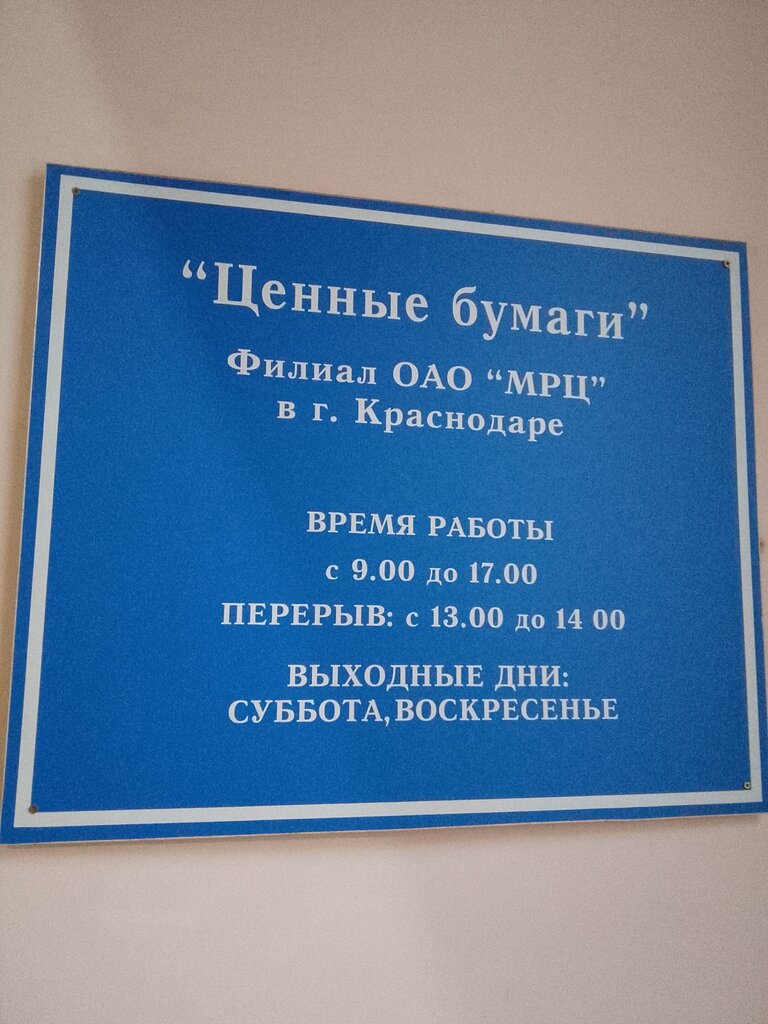 “Ценные бумаги”
Филиал ОАО “МРЦ”
в г. Краснодаре
ВРЕМЯ РАБОТЫ
с 9.00 до 17.00
ПЕРЕРЫВ: с 13.00 до 14 00
ВЫХОДНЫЕ ДНИ:
СУББОТА, ВОСКРЕСЕНЬЕ